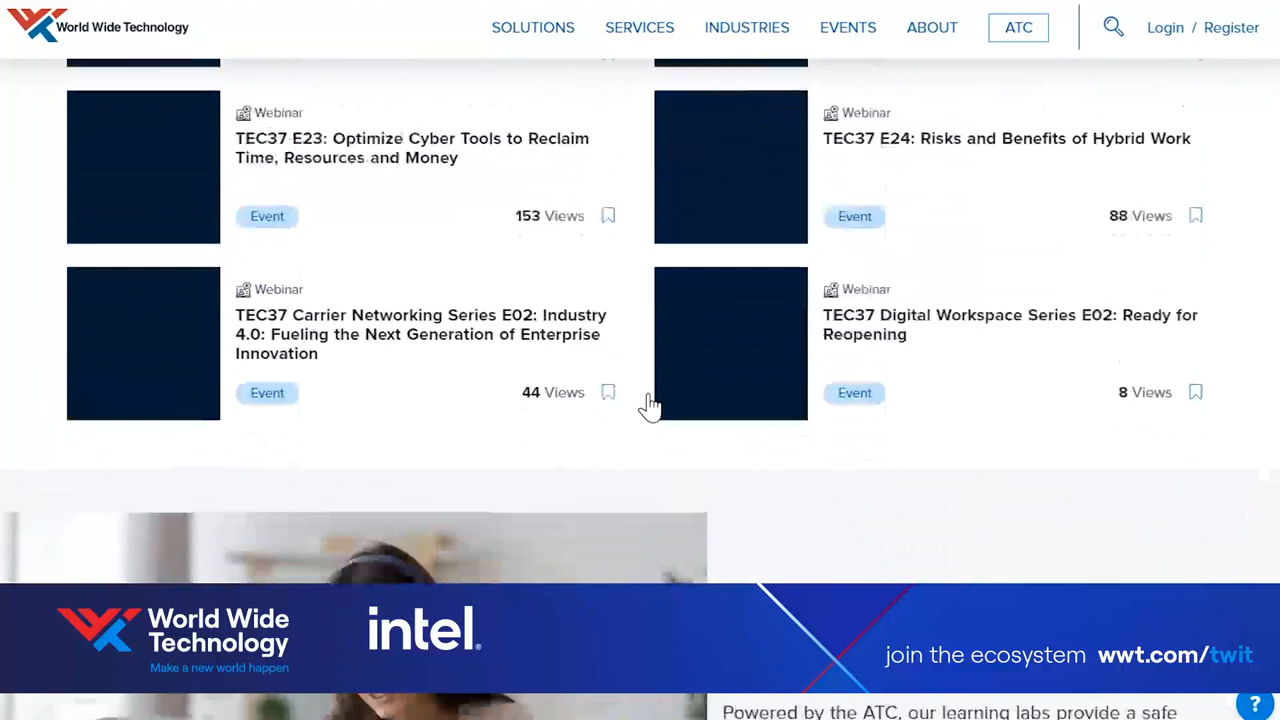 World Wide Technology
SOLUTIONS
SERVICES
INDUSTRIES
EVENTS
ABOUT
ATC
Login / Register
Webinar
TEC37 E23: Optimize Cyber Tools to Reclaim
Time, Resources and Money
Event
153 Views
Webinar
TEC37 E24: Risks and Benefits of Hybrid Work
Event
88 Views
Webinar
TEC37 Carrier Networking Series E02: Industry
4.0: Fueling the Next Generation of Enterprise
Innovation
Event
44 Views
Webinar
TEC37 Digital Workspace Series E02: Ready for
Reopening
Event
8 Views
World Wide
Technology
Make a new world happen
intel®
join the ecosystem wwt.com/twit
?
Powered by the ATC, our learning labs provide a safe